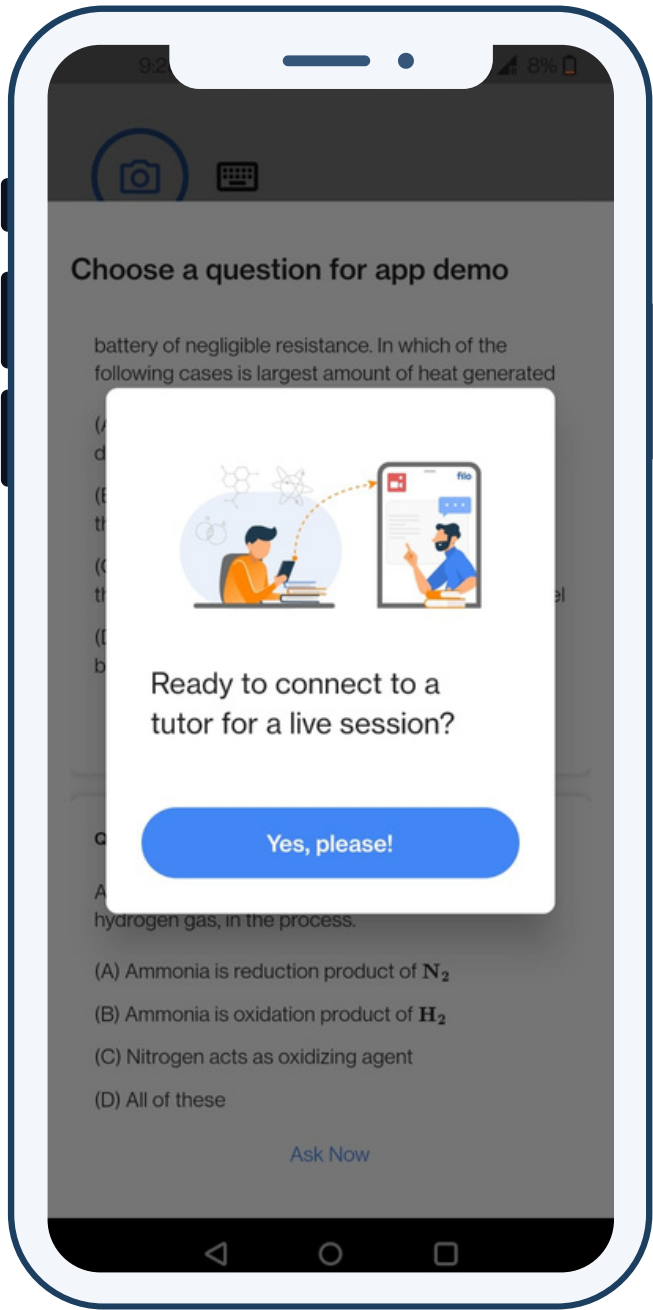 8%
Choose a question for app demo
battery of negligible resistance. In which of the
following cases is largest amount of heat generated
filo
Ready to connect to a
tutor for a live session?
Yes, please!
hydrogen gas, in the process.
(A) Ammonia is reduction product of N₂
(B) Ammonia is oxidation product of H₂
(C) Nitrogen acts as oxidizing agent
(D) All of these
Ask Now